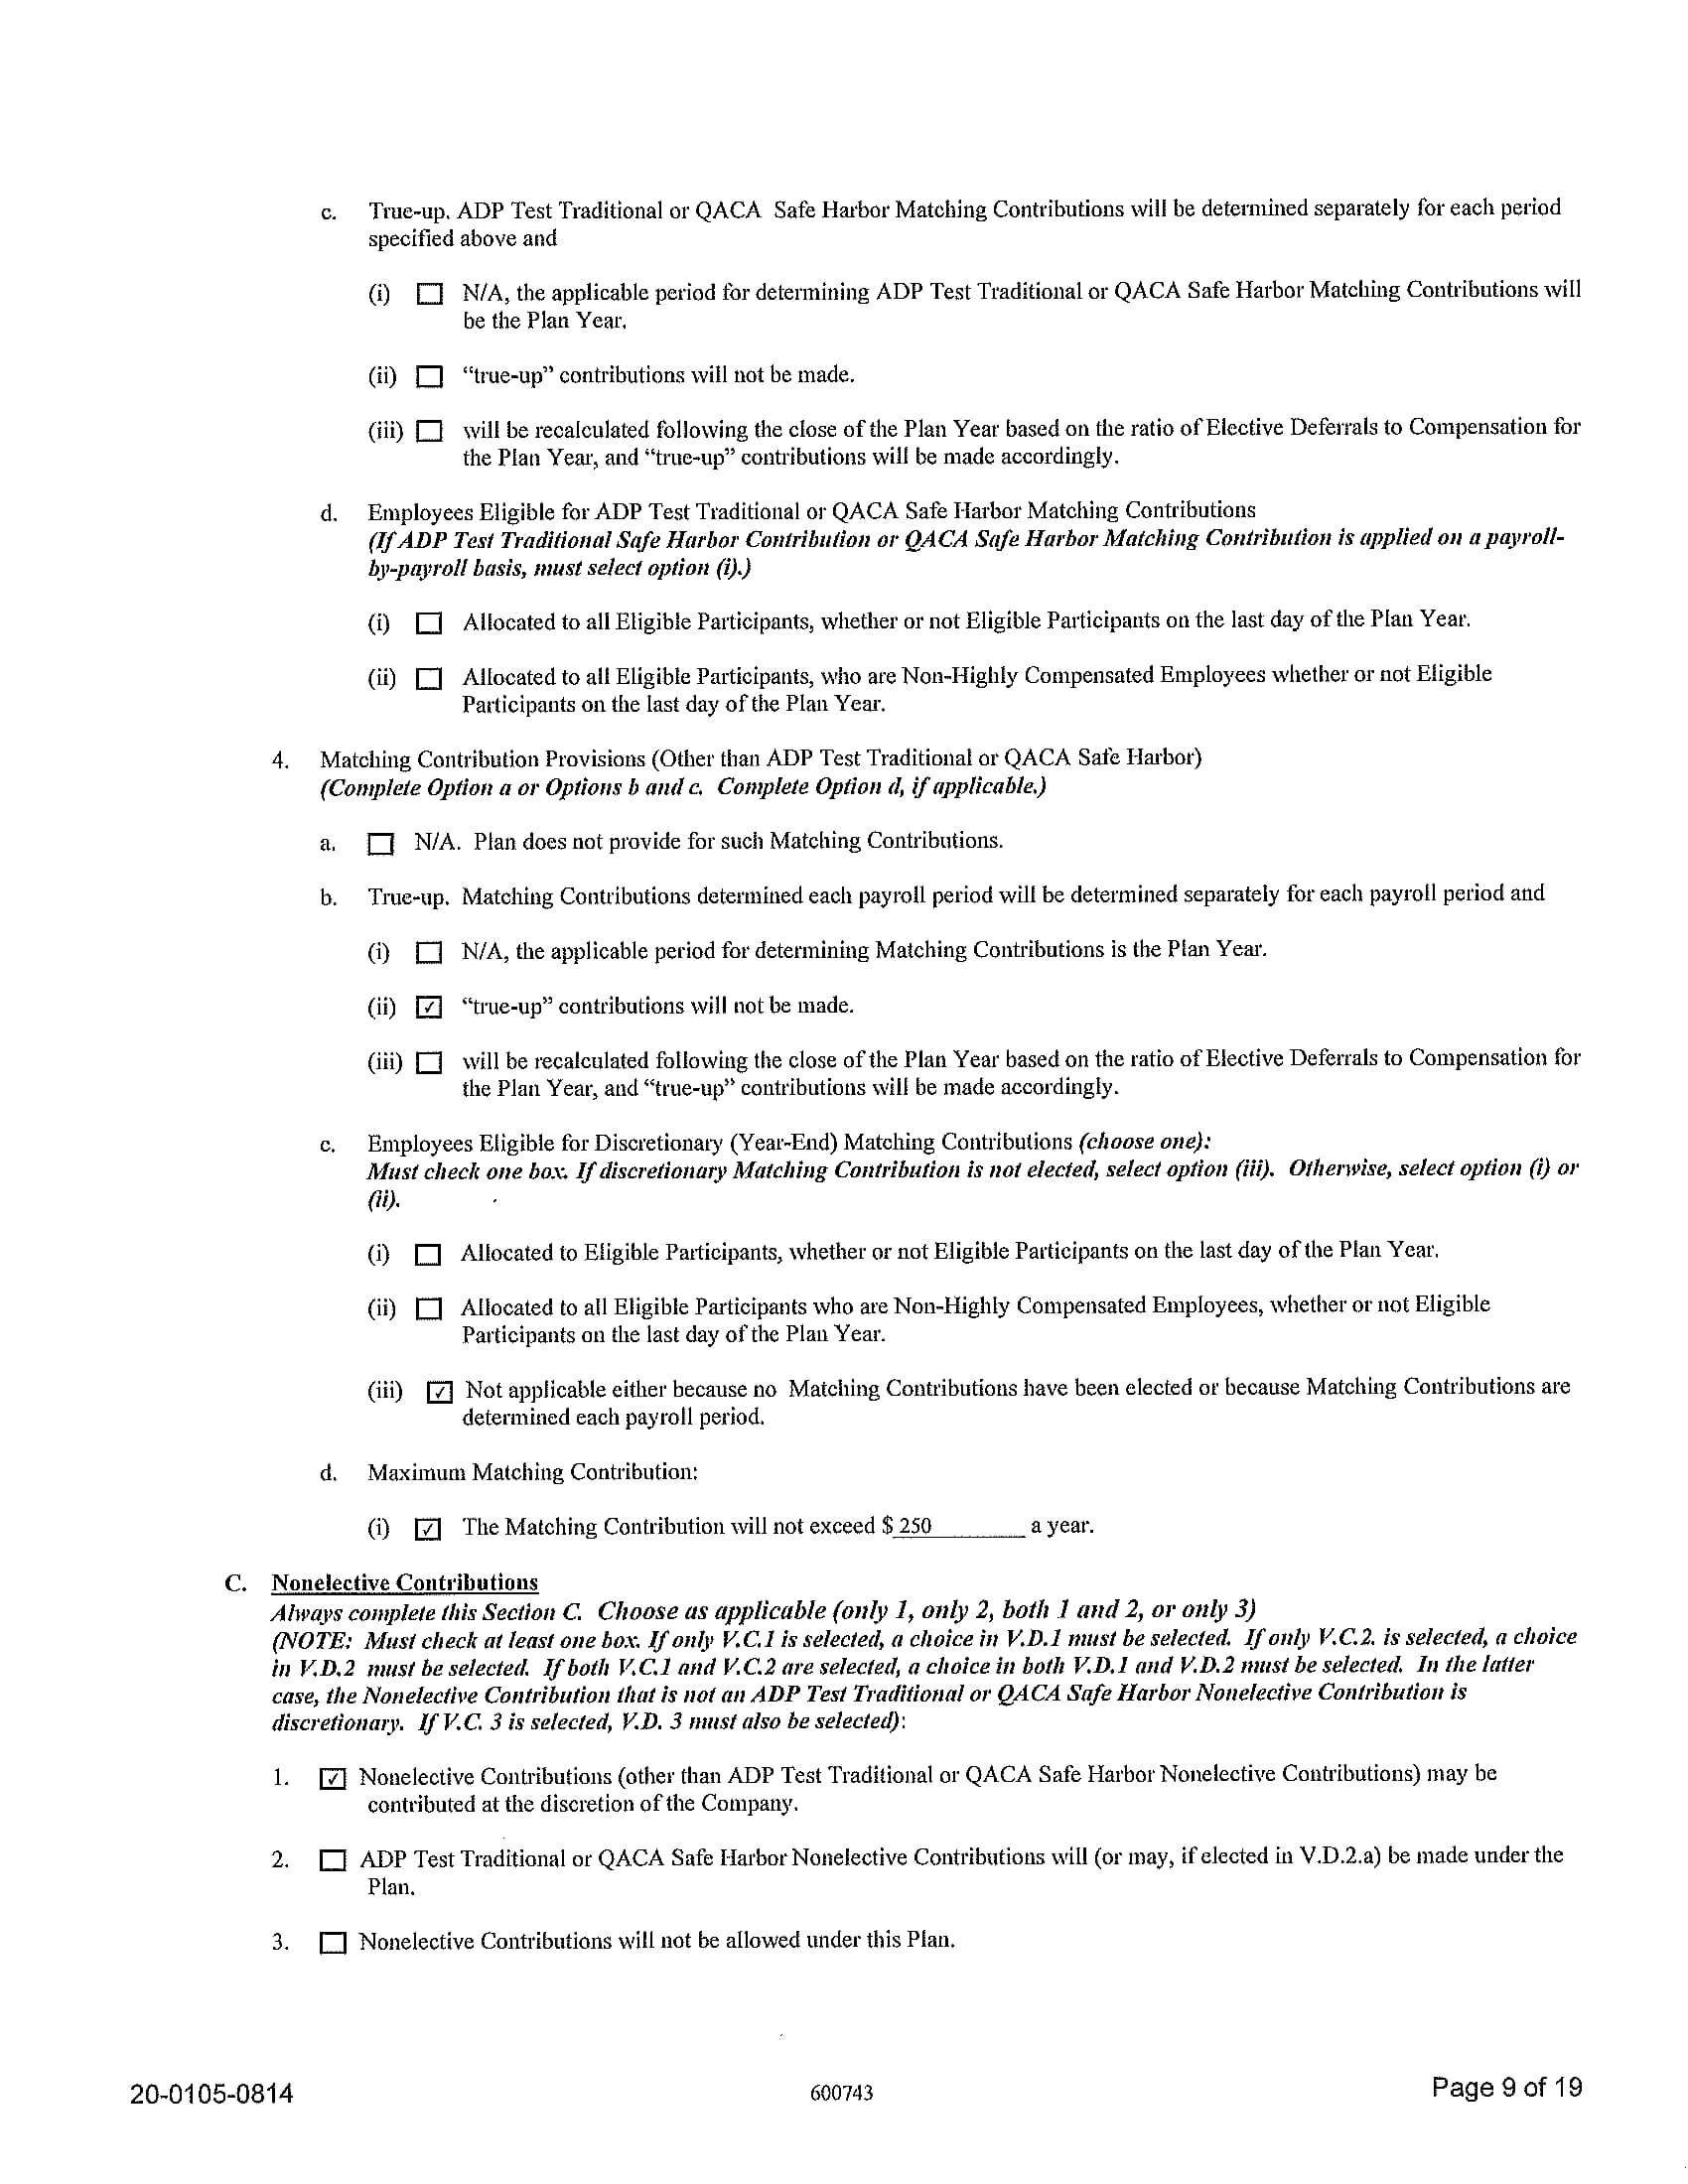 c. True-up. ADP Test Traditional or QACA Safe Harbor Matching Contributions will be determined separately for each period
specified above and
(i) ☐ N/A, the applicable period for determining ADP Test Traditional or QACA Safe Harbor Matching Contributions will
be the Plan Year.
(ii) ☐ “true-up” contributions will not be made.
(iii) ☐ will be recalculated following the close of the Plan Year based on the ratio of Elective Deferrals to Compensation for
the Plan Year, and “true-up” contributions will be made accordingly.
d. Employees Eligible for ADP Test Traditional or QACA Safe Harbor Matching Contributions
(If ADP Test Traditional Safe Harbor Contribution or QACA Safe Harbor Matching Contribution is applied on a payroll-
by-payroll basis, must select option (i).)
(i) ☐ Allocated to all Eligible Participants, whether or not Eligible Participants on the last day of the Plan Year.
(ii) ☐ Allocated to all Eligible Participants, who are Non-Highly Compensated Employees whether or not Eligible
Participants on the last day of the Plan Year.
4. Matching Contribution Provisions (Other than ADP Test Traditional or QACA Safe Harbor)
(Complete Option a or Options b and c. Complete Option d, if applicable.)
a. ☐ N/A. Plan does not provide for such Matching Contributions.
b. True-up. Matching Contributions determined each payroll period will be determined separately for each payroll period and
(i) ☐ N/A, the applicable period for determining Matching Contributions is the Plan Year.
(ii) ☑ “true-up” contributions will not be made.
(iii) ☐ will be recalculated following the close of the Plan Year based on the ratio of Elective Deferrals to Compensation for
the Plan Year, and “true-up” contributions will be made accordingly.
c. Employees Eligible for Discretionary (Year-End) Matching Contributions (choose one):
Must check one box. If discretionary Matching Contribution is not elected, select option (iii). Otherwise, select option (i) or
(ii).
(i) ☐ Allocated to Eligible Participants, whether or not Eligible Participants on the last day of the Plan Year.
(ii) ☐ Allocated to all Eligible Participants who are Non-Highly Compensated Employees, whether or not Eligible
Participants on the last day of the Plan Year.
(iii) ☑ Not applicable either because no Matching Contributions have been elected or because Matching Contributions are
determined each payroll period.
d. Maximum Matching Contribution:
(i) ☑ The Matching Contribution will not exceed $ 250 a year.
C. Nonelective Contributions
Always complete this Section C. Choose as applicable (only 1, only 2, both 1 and 2, or only 3)
(NOTE: Must check at least one box. If only V.C.1 is selected, a choice in V.D.1 must be selected. If only V.C.2. is selected, a choice
in V.D.2 must be selected. If both V.C.1 and V.C.2 are selected, a choice in both V.D.1 and V.D.2 must be selected. In the latter
case, the Nonelective Contribution that is not an ADP Test Traditional or QACA Safe Harbor Nonelective Contribution is
discretionary. If V.C. 3 is selected, V.D. 3 must also be selected):
1. ☑ Nonelective Contributions (other than ADP Test Traditional or QACA Safe Harbor Nonelective Contributions) may be
contributed at the discretion of the Company.
2. ☐ ADP Test Traditional or QACA Safe Harbor Nonelective Contributions will (or may, if elected in V.D.2.a) be made under the
Plan.
3. ☐ Nonelective Contributions will not be allowed under this Plan.
20-0105-0814 600743 Page 9 of 19